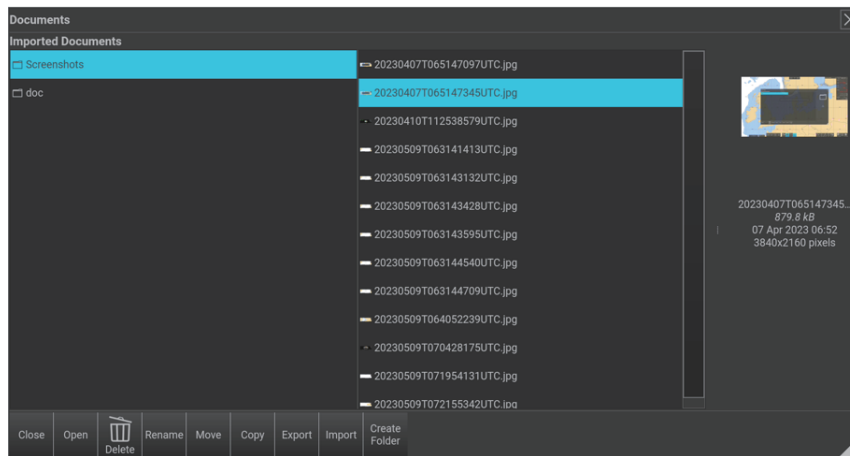 Documents
Imported Documents
Screenshots
doc
20230407T065147097UTC.jpg
20230407T065147345UTC.jpg
20230410T112538579UTC.jpg
20230509T063141413UTC.jpg
20230509T063143132UTC.jpg
20230509T063143428UTC.jpg
20230509T063143595UTC.jpg
20230509T063144540UTC.jpg
20230509T063144709UTC.jpg
20230509T064052239UTC.jpg
20230509T070428175UTC.jpg
20230509T071954131UTC.jpg
20230509T072155342UTC.jpg
20230407T065147345...
879.8 kB
07 Apr 2023 06:52
3840x2160 pixels
Close Open Delete Rename Move Copy Export Import Create Folder